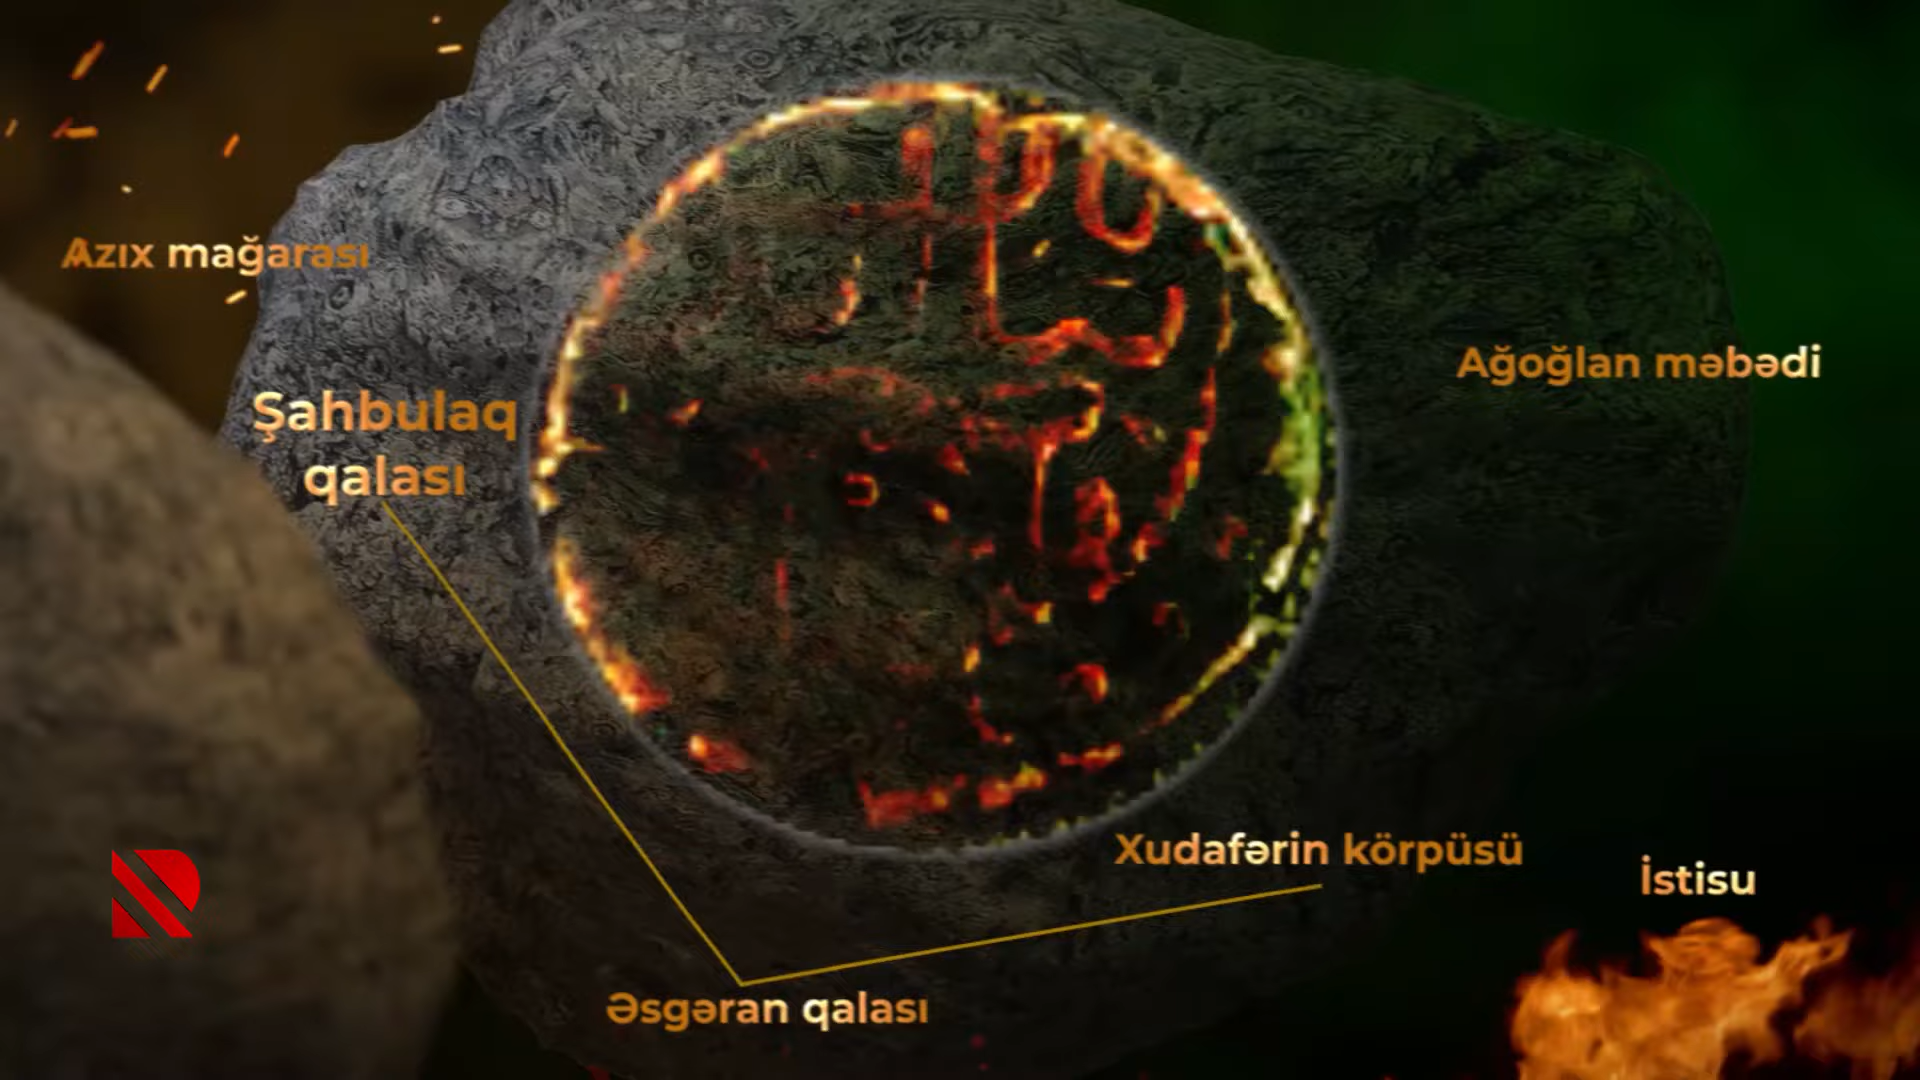 Azıx mağarası
Ağoğlan məbədi
Şahbulaq
qalası
Xudafərin körpüsü
İstisu
Əsgəran qalası